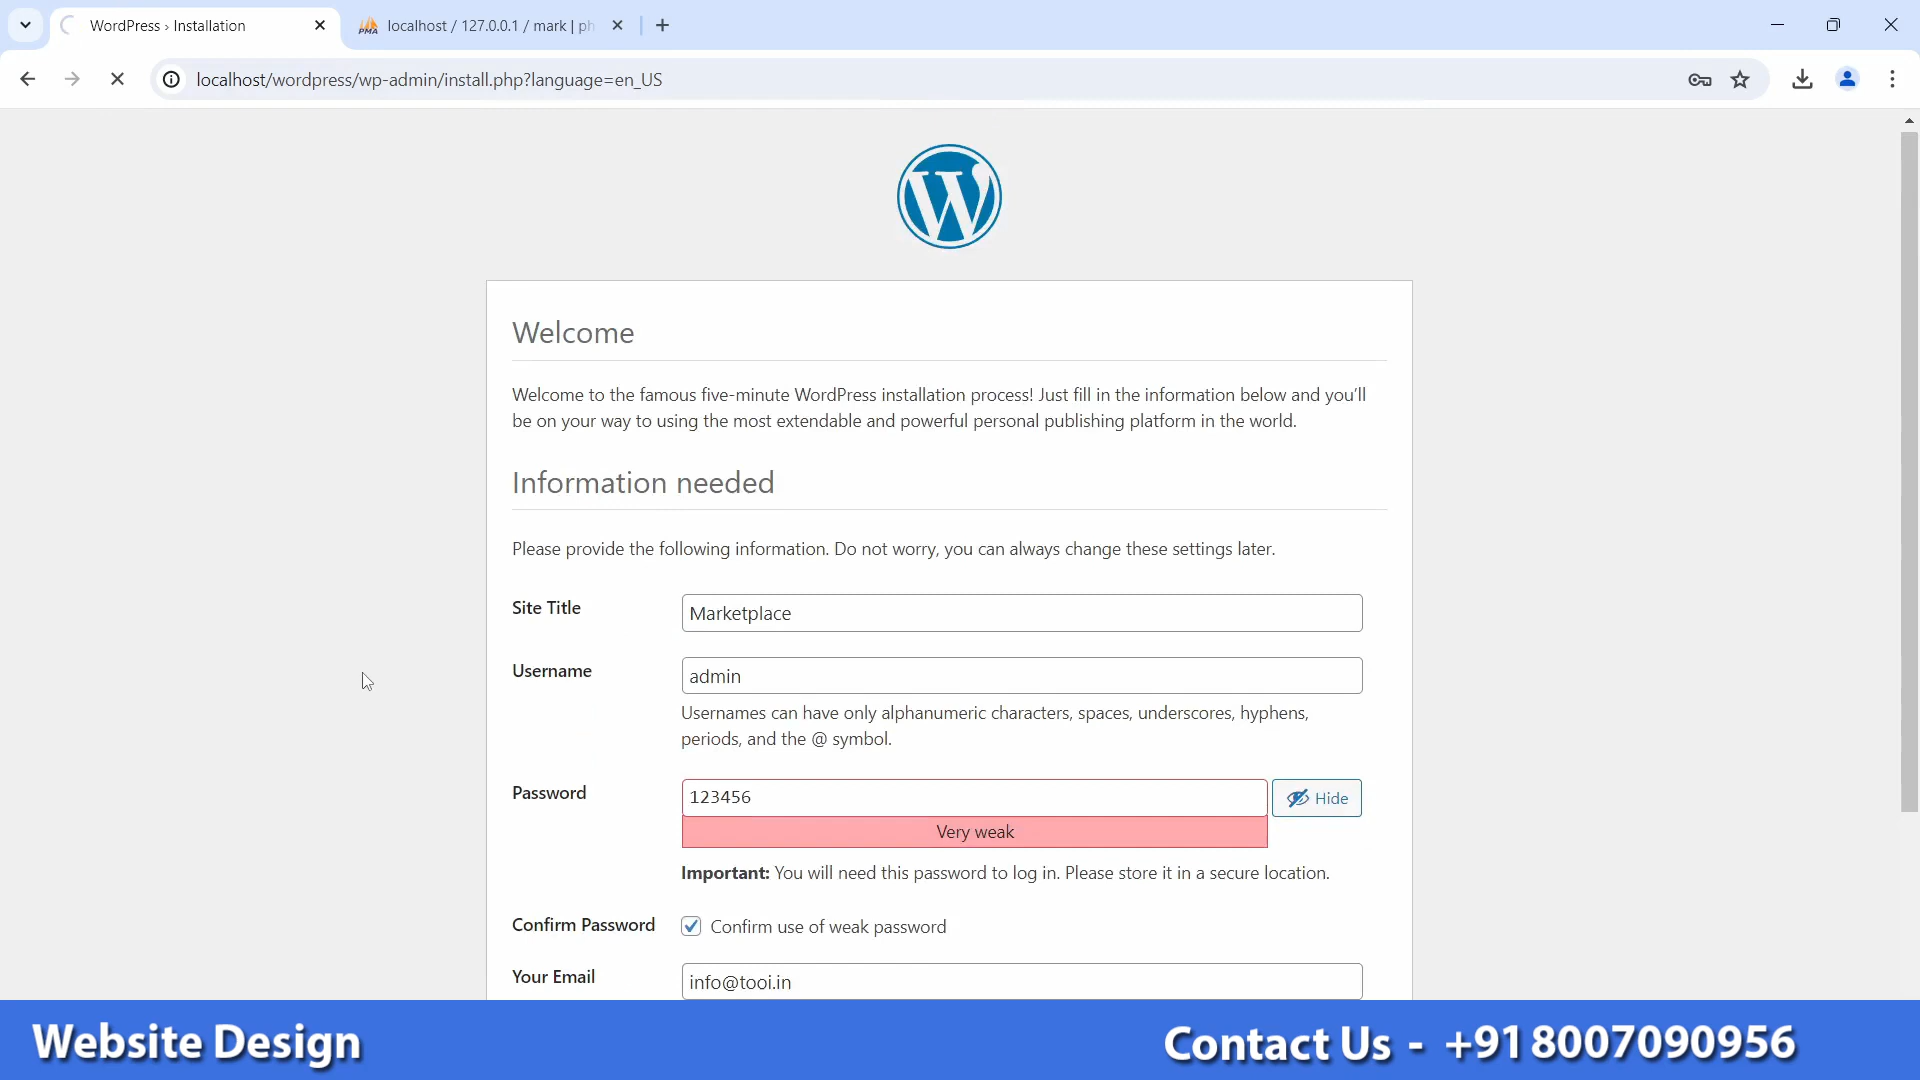 WordPress › Installation
localhost / 127.0.0.1 / mark | ph
localhost/wordpress/wp-admin/install.php?language=en_US
Welcome
Welcome to the famous five-minute WordPress installation process! Just fill in the information below and you’ll
be on your way to using the most extendable and powerful personal publishing platform in the world.
Information needed
Please provide the following information. Do not worry, you can always change these settings later.
Site Title
Marketplace
Username
admin
Usernames can have only alphanumeric characters, spaces, underscores, hyphens,
periods, and the @ symbol.
Password
123456
Hide
Very weak
Important: You will need this password to log in. Please store it in a secure location.
Confirm Password
Confirm use of weak password
Your Email
info@tooi.in
Website Design
Contact Us - +918007090956